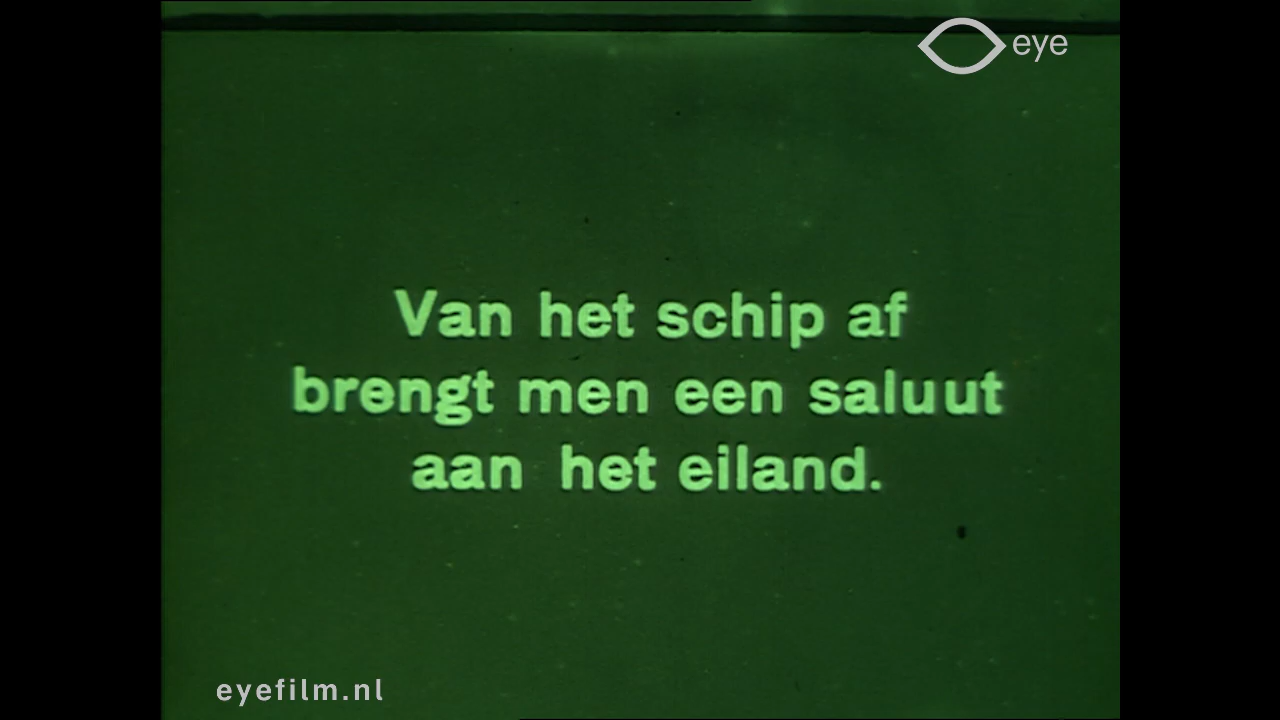 eye
Van het schip af
brengt men een saluut
aan het eiland.
eyefilm.nl